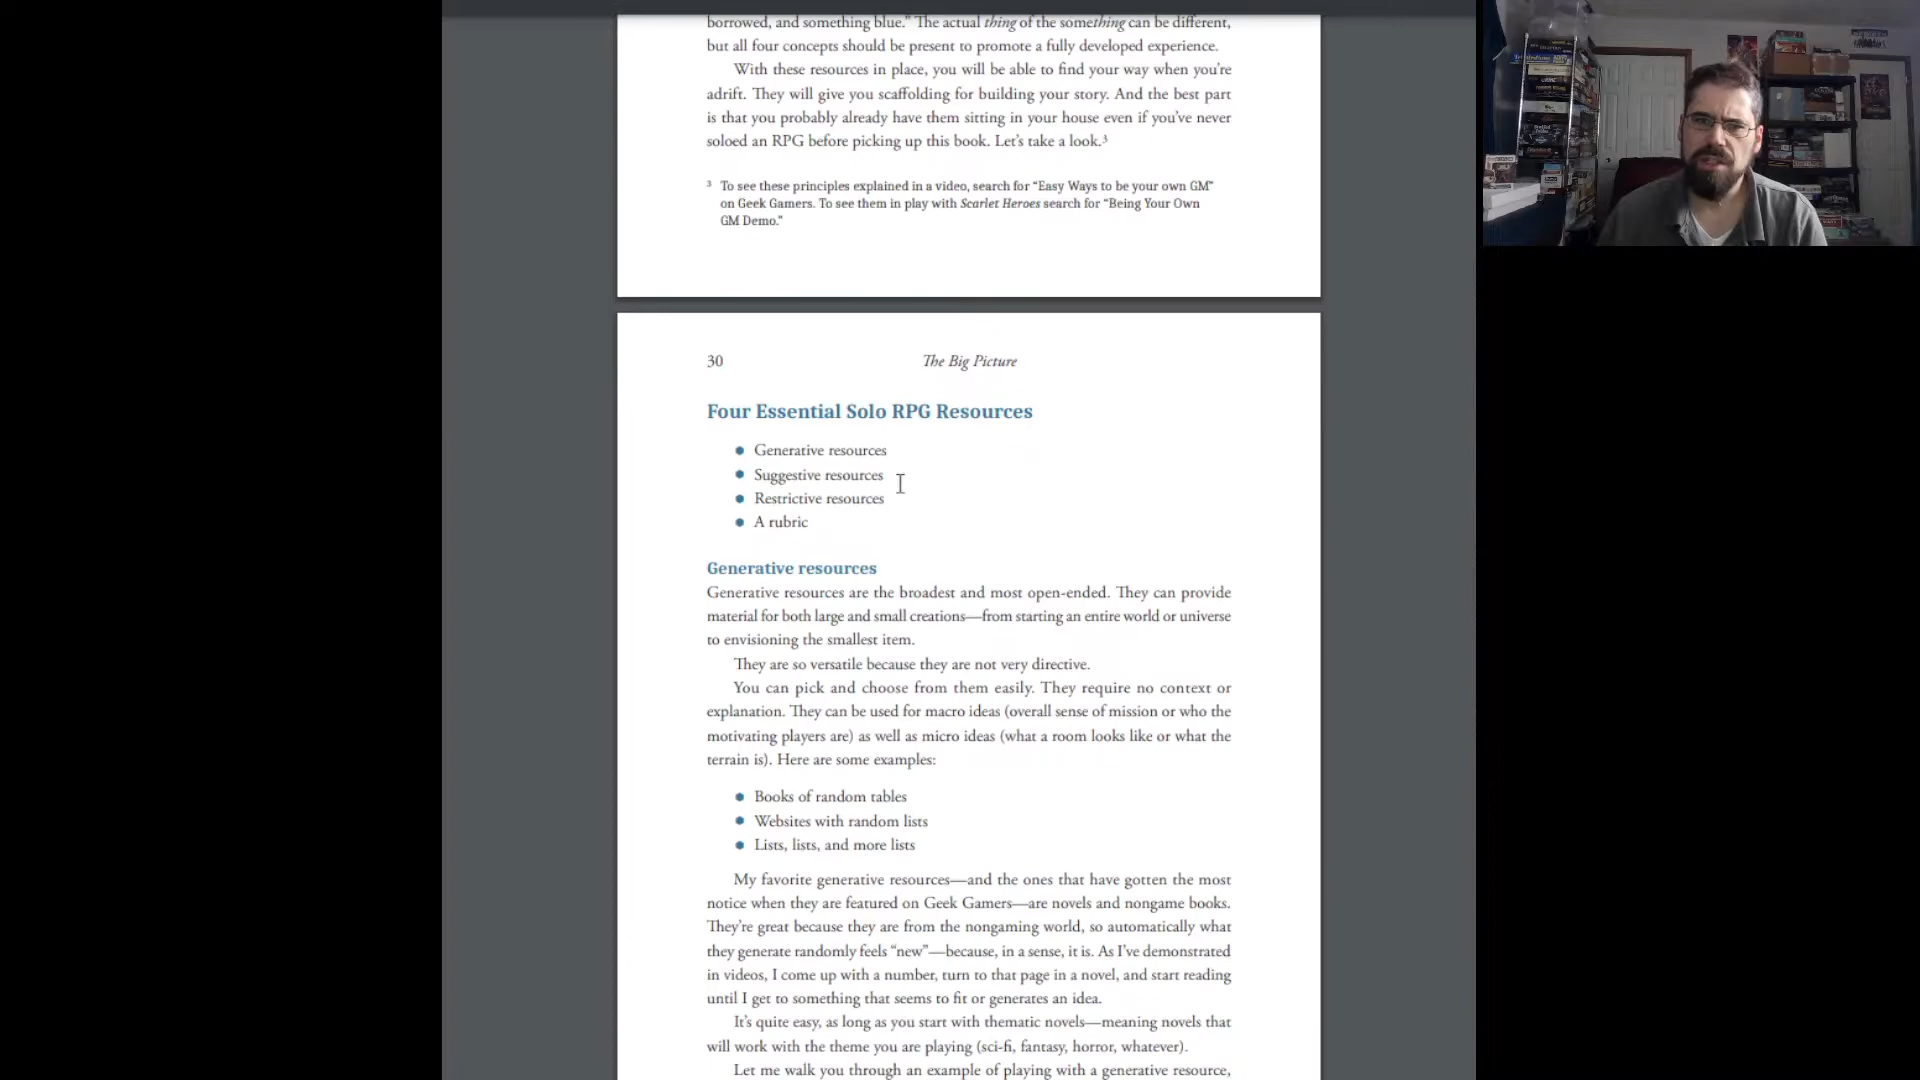 borrowed, and something blue.” The actual thing of the something can be different,
but all four concepts should be present to promote a fully developed experience.
With these resources in place, you will be able to find your way when you’re
adrift. They will give you scaffolding for building your story. And the best part
is that you probably already have them sitting in your house even if you’ve never
soloed an RPG before picking up this book. Let’s take a look.³
³ To see these principles explained in a video, search for “Easy Ways to be your own GM”
on Geek Gamers. To see them in play with Scarlet Heroes search for “Being Your Own
GM Demo.”
30 The Big Picture
Four Essential Solo RPG Resources
• Generative resources
• Suggestive resources
• Restrictive resources
• A rubric
Generative resources
Generative resources are the broadest and most open-ended. They can provide
material for both large and small creations—from starting an entire world or universe
to envisioning the smallest item.
They are so versatile because they are not very directive.
You can pick and choose from them easily. They require no context or
explanation. They can be used for macro ideas (overall sense of mission or who the
motivating players are) as well as micro ideas (what a room looks like or what the
terrain is). Here are some examples:
• Books of random tables
• Websites with random lists
• Lists, lists, and more lists
My favorite generative resources—and the ones that have gotten the most
notice when they are featured on Geek Gamers—are novels and nongame books.
They’re great because they are from the nongaming world, so automatically what
they generate randomly feels “new”—because, in a sense, it is. As I’ve demonstrated
in videos, I come up with a number, turn to that page in a novel, and start reading
until I get to something that seems to fit or generates an idea.
It’s quite easy, as long as you start with thematic novels—meaning novels that
will work with the theme you are playing (sci-fi, fantasy, horror, whatever).
Let me walk you through an example of playing with a generative resource,